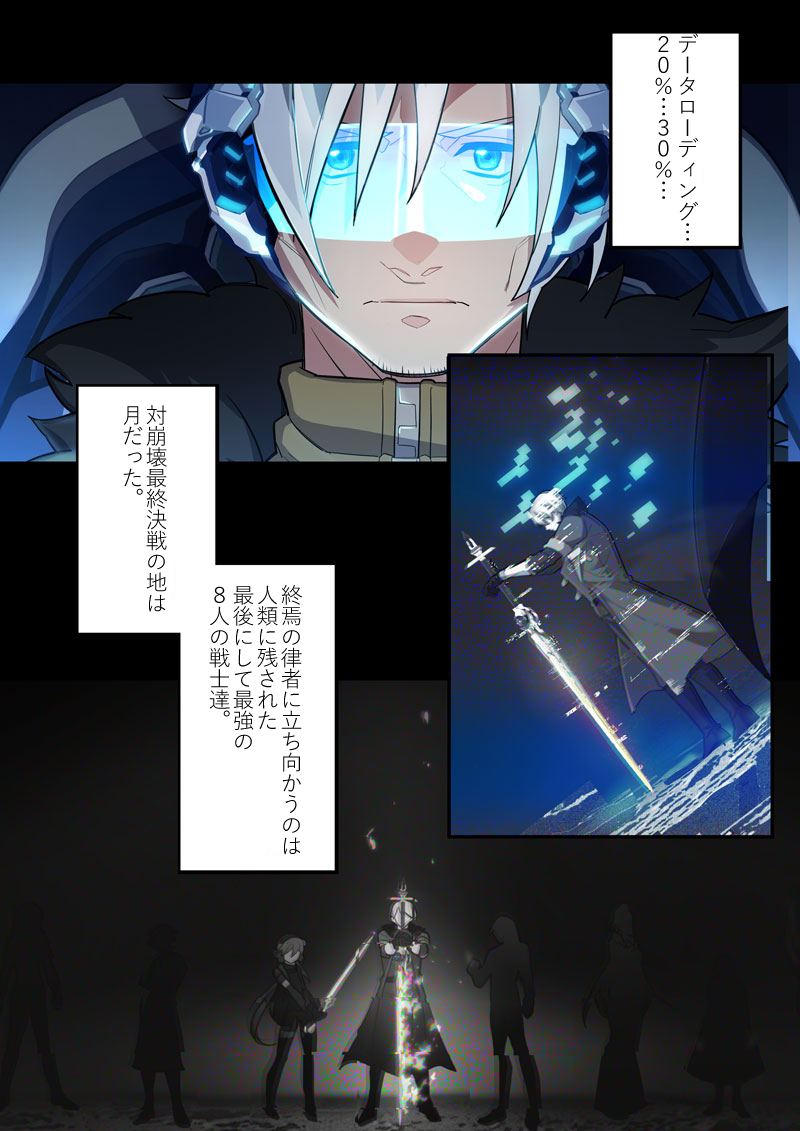 データローディング…
20%…30%…
対崩壊最終決戦の地は
月だった。
終焉の律者に立ち向かうのは
人類に残された
最後にして最強の
8人の戦士達。